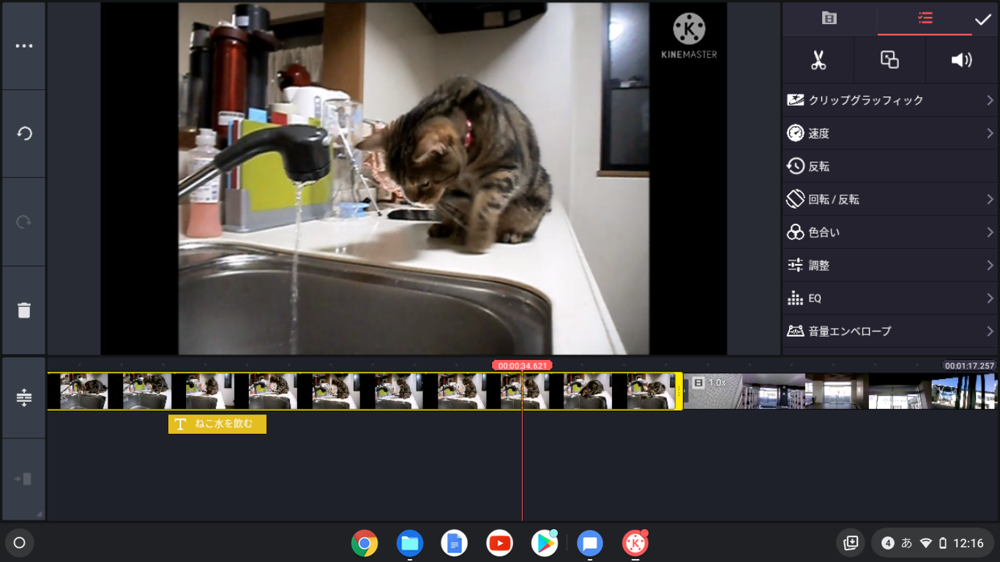 KINEMASTER
クリップグラッフィック
速度
反転
回転 / 反転
色合い
調整
EQ
音量エンベロープ
00:00:34.621
00:01:17.257
1.0x
T ねこ水を飲む
4 あ 12:16